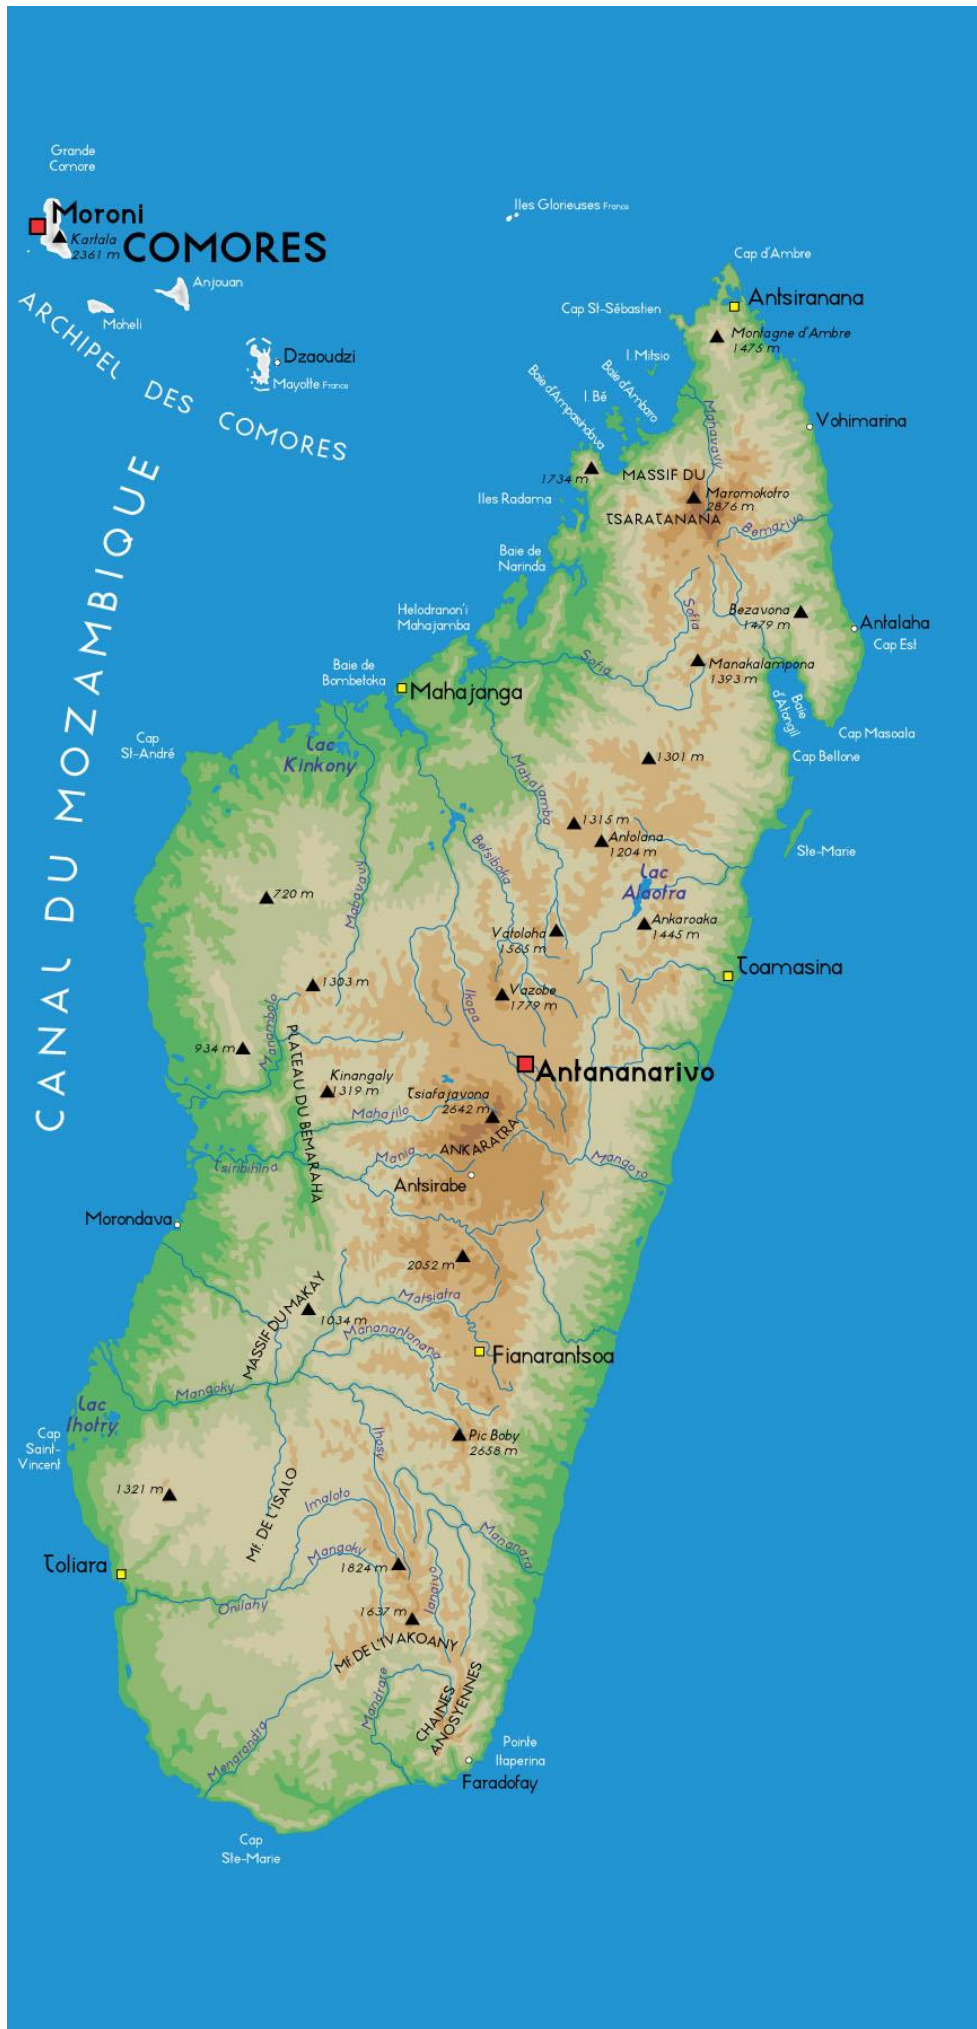 Grande
Comore
Moroni
Kartala
2361 m
COMORES
Iles Glorieuses France
Cap d'Ambre
Anjouan
Moheli
ARCHIPEL DES COMORES
Dzaoudzi
Mayotte France
Antsiranana
Cap St-Sébastien
Montagne d'Ambre
1475 m
I. Mitsio
Baie d'Ambaro
I. Bé
Baie d'Ampasindava
Mahavavy
Vohimarina
1734 m
MASSIF DU
TSARATANANA
Maromokotro
2876 m
Iles Radama
Bemarivo
Baie de
Narinda
CANAL DU MOZAMBIQUE
Helodranon'i
Mahajamba
Sofia
Bezavona
1479 m
Antalaha
Cap Est
Baie de
Bombetoka
Mahajanga
Sofia
Manakalampona
1393 m
Baie
d'Atongil
Cap Masoala
Cap
St-André
Lac
Kinkony
Cap Bellone
1301 m
Mahalamba
1315 m
Antolana
1204 m
Ste-Marie
Betsiboka
Mabavavy
Lac
Alaotra
720 m
Vatoloha
1565 m
Ankaroaka
1445 m
Toamasina
1303 m
Ikopa
Vazobe
1779 m
Manambolo
934 m
PLATEAU DU BEMARAHA
Kinangaly
1319 m
Antananarivo
Tsiafajavona
2642 m
Mahajilo
ANKARATRA
Mania
Tsiribihina
Mangoro
Antsirabe
Morondava
2052 m
MASSIF DU MAKAY
1034 m
Matsiatra
Mananantanana
Fianarantsoa
Mangoky
Lac
Ihotry
Cap
Saint-
Vincent
Pic Boby
2658 m
Ihosy
1321 m
Mf. DE L'ISALO
Imaloto
Mangoky
Mananara
Toliara
1824 m
Onilahy
Ianaivo
1637 m
Mf. DE L'IVAKOANY
Mandrare
CHAINES
ANOSYENNES
Menarandra
Pointe
Itaperina
Faradofay
Cap
Ste-Marie